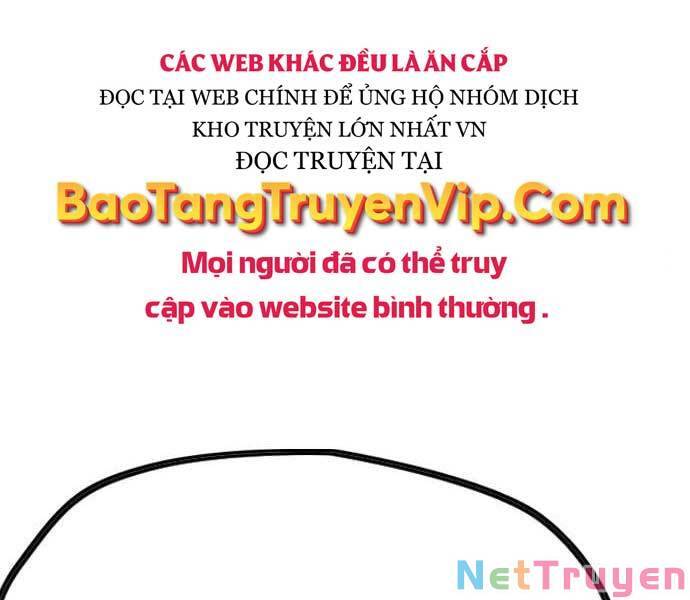 CÁC WEB KHÁC ĐỀU LÀ ĂN CẮP
ĐỌC TẠI WEB CHÍNH ĐỂ ỦNG HỘ NHÓM DỊCH
KHO TRUYỆN LỚN NHẤT VN
ĐỌC TRUYỆN TẠI
BaoTangTruyenVip.Com
Mọi người đã có thể truy
cập vào website bình thường.
NetTruyen